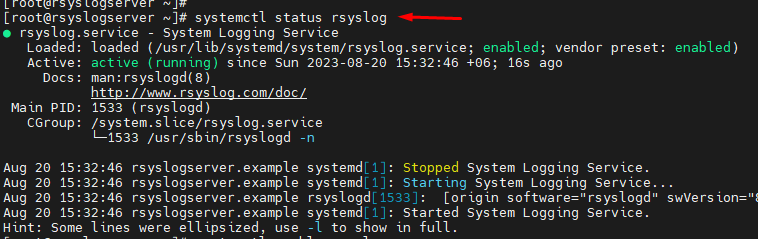 [root@rsyslogserver ~]#
[root@rsyslogserver ~]# systemctl status rsyslog
● rsyslog.service - System Logging Service
Loaded: loaded (/usr/lib/systemd/system/rsyslog.service; enabled; vendor preset: enabled)
Active: active (running) since Sun 2023-08-20 15:32:46 +06; 16s ago
Docs: man:rsyslogd(8)
http://www.rsyslog.com/doc/
Main PID: 1533 (rsyslogd)
CGroup: /system.slice/rsyslog.service
└─1533 /usr/sbin/rsyslogd -n
Aug 20 15:32:46 rsyslogserver.example systemd[1]: Stopped System Logging Service.
Aug 20 15:32:46 rsyslogserver.example systemd[1]: Starting System Logging Service...
Aug 20 15:32:46 rsyslogserver.example rsyslogd[1533]: [origin software="rsyslogd" swVersion="8
Aug 20 15:32:46 rsyslogserver.example systemd[1]: Started System Logging Service.
Hint: Some lines were ellipsized, use -l to show in full.